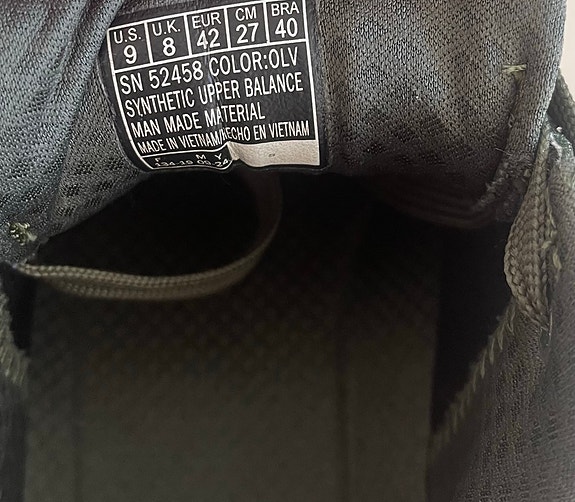 U.S. U.K. EUR CM BRA
9 8 42 27 40
SN 52458 COLOR:OLV
SYNTHETIC UPPER BALANCE
MAN MADE MATERIAL
MADE IN VIETNAM/HECHO EN VIETNAM
F M Y